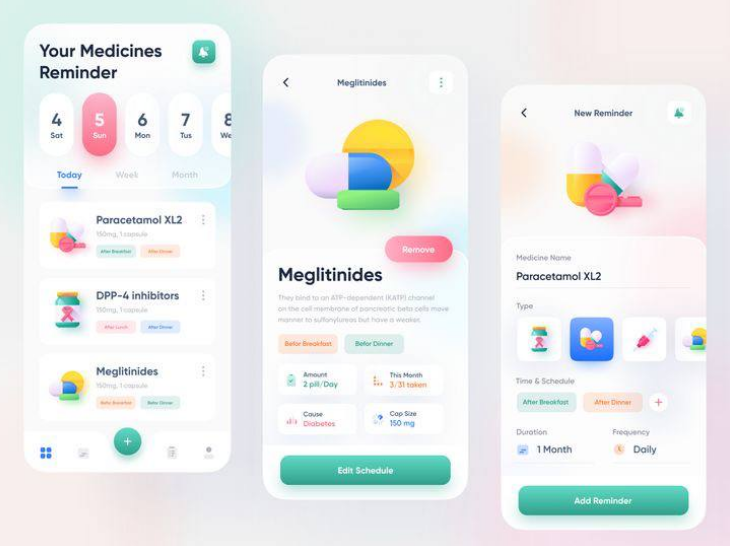 Your Medicines
Reminder
4
Sat
5
Sun
6
Mon
7
Tus
8
We
Today
Week
Month
Paracetamol XL2
150mg, 1 capsule
After Breakfast
After Dinner
DPP-4 inhibitors
150mg, 1 capsule
After Lunch
After Dinner
Meglitinides
150mg, 1 capsule
Befor Breakfast
Befor Dinner
+
Meglitinides
Remove
Meglitinides
They bind to an ATP-dependent (KATP) channel
on the cell membrane of pancreatic beta cells move
manner to sulfonylureas but have a weaker.
Befor Breakfast
Befor Dinner
Amount
2 pill/Day
This Month
3/31 taken
Cause
Diabetes
Cap Size
150 mg
Edit Schedule
New Reminder
Medicine Name
Paracetamol XL2
Type
Time & Schedule
After Breakfast
After Dinner
+
Duration
1 Month
Frequency
Daily
Add Reminder